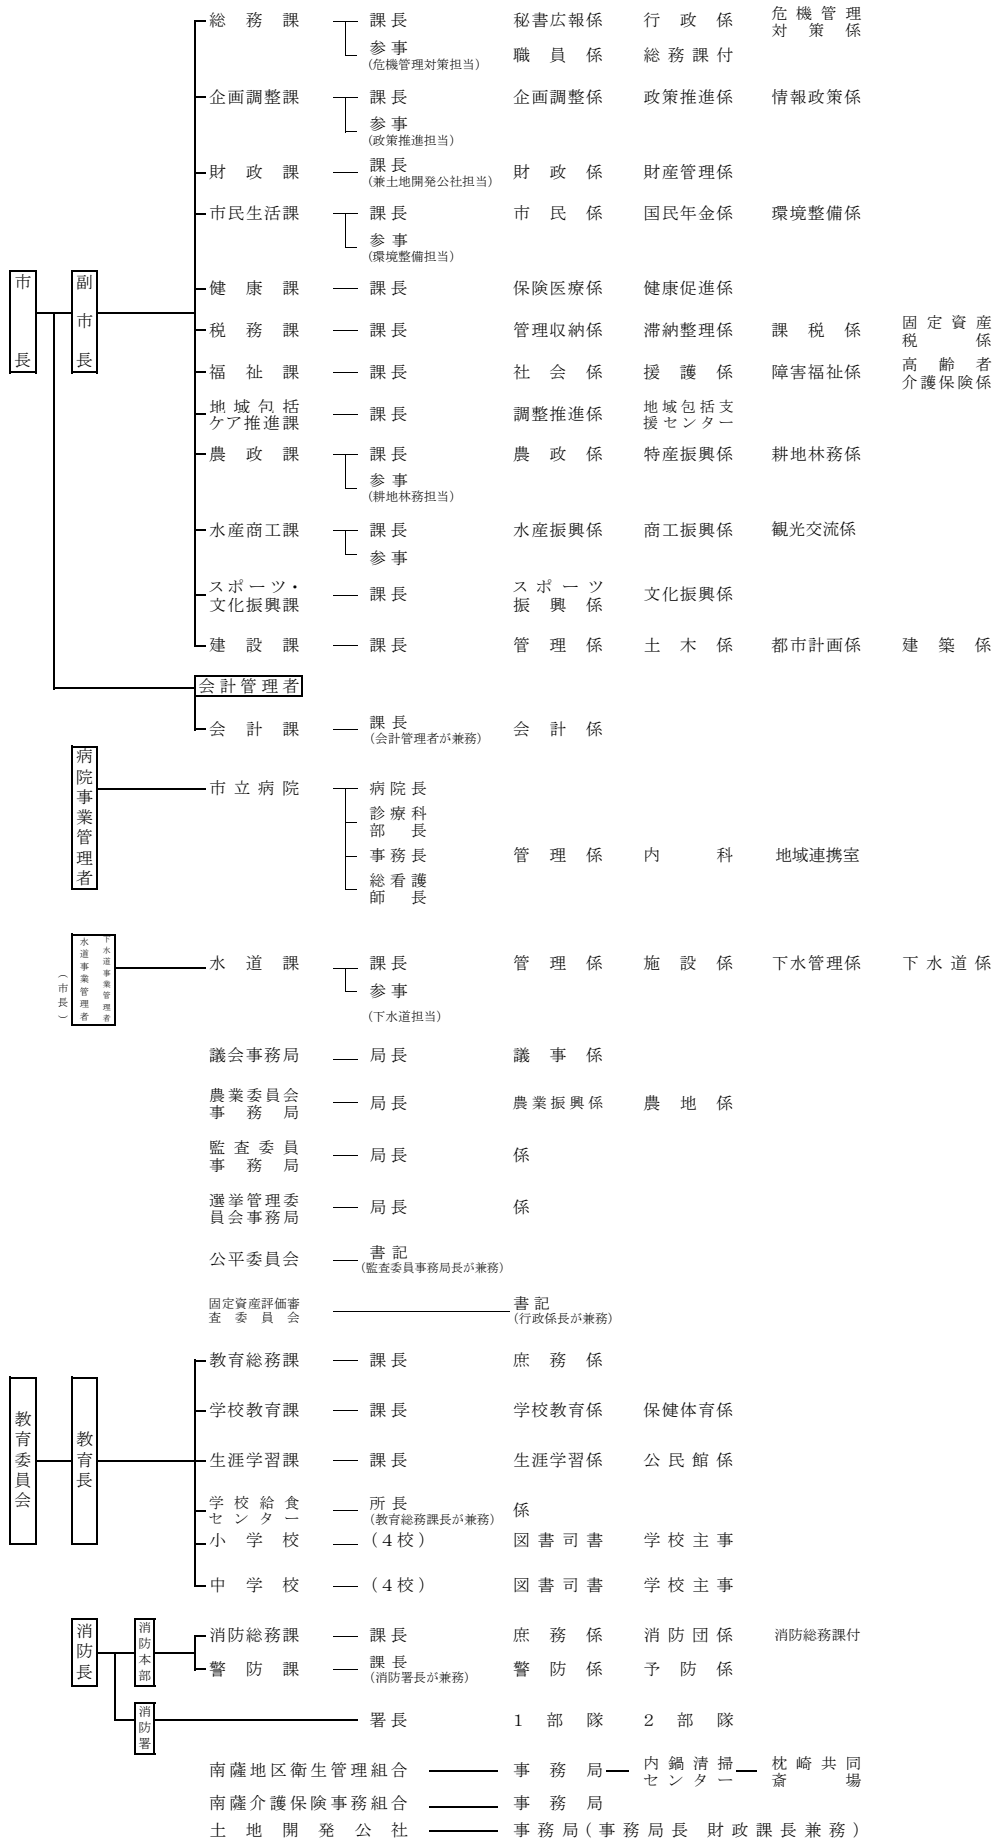 総務課 課長 秘書広報係 行政係 危機管理
対策係
参事 職員係 総務課付
(危機管理対策担当)
企画調整課 課長 企画調整係 政策推進係 情報政策係
参事
(政策推進担当)
財政課 課長 財政係 財産管理係
(兼土地開発公社担当)
市民生活課 課長 市民係 国民年金係 環境整備係
参事
(環境整備担当)
市長 副市長
健康課 課長 保険医療係 健康促進係
税務課 課長 管理収納係 滞納整理係 課税係 固定資産
税係
福祉課 課長 社会係 援護係 障害福祉係 高齢者
介護保険係
地域包括
ケア推進課 課長 調整推進係 地域包括支
援センター
農政課 課長 農政係 特産振興係 耕地林務係
参事
(耕地林務担当)
水産商工課 課長 水産振興係 商工振興係 観光交流係
参事
スポーツ・
文化振興課 課長 スポーツ
振興係 文化振興係
建設課 課長 管理係 土木係 都市計画係 建築係
会計管理者
会計課 課長 会計係
(会計管理者が兼務)
病院事業管理者
市立病院 病院長
診療科
部長
事務長 管理係 内科 地域連携室
総看護
師長
下水道事業管理者
水道事業管理者
(市長)
水道課 課長 管理係 施設係 下水管理係 下水道係
参事
(下水道担当)
議会事務局 局長 議事係
農業委員会
事務局 局長 農業振興係 農地係
監査委員
事務局 局長 係
選挙管理委
員会事務局 局長 係
公平委員会 書記
(監査委員事務局長が兼務)
固定資産評価審
査委員会 書記
(行政係長が兼務)
教育委員会 教育長
教育総務課 課長 庶務係
学校教育課 課長 学校教育係 保健体育係
生涯学習課 課長 生涯学習係 公民館係
学校給食
センター 所長 係
(教育総務課長が兼務)
小学校 (4校) 図書司書 学校主事
中学校 (4校) 図書司書 学校主事
消防長 消防本部
消防総務課 課長 庶務係 消防団係 消防総務課付
警防課 課長 警防係 予防係
(消防署長が兼務)
消防署 署長 1部隊 2部隊
南薩地区衛生管理組合 事務局 内鍋清掃
センター 枕崎共同
斎場
南薩介護保険事務組合 事務局
土地開発公社 事務局(事務局長 財政課長兼務)